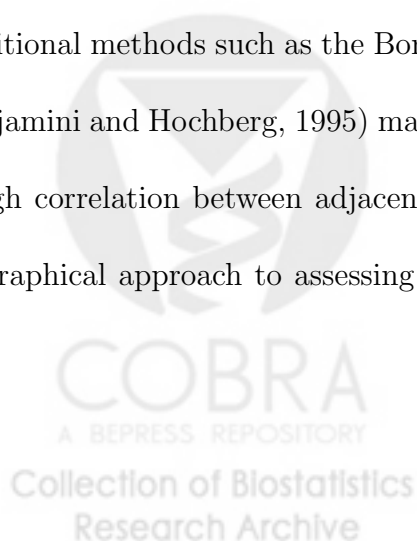 itional methods such as the Bo
jamini and Hochberg, 1995) ma
gh correlation between adjacen
raphical approach to assessing
COBRA
A BEPRESS REPOSITORY
Collection of Biostatistics
Research Archive